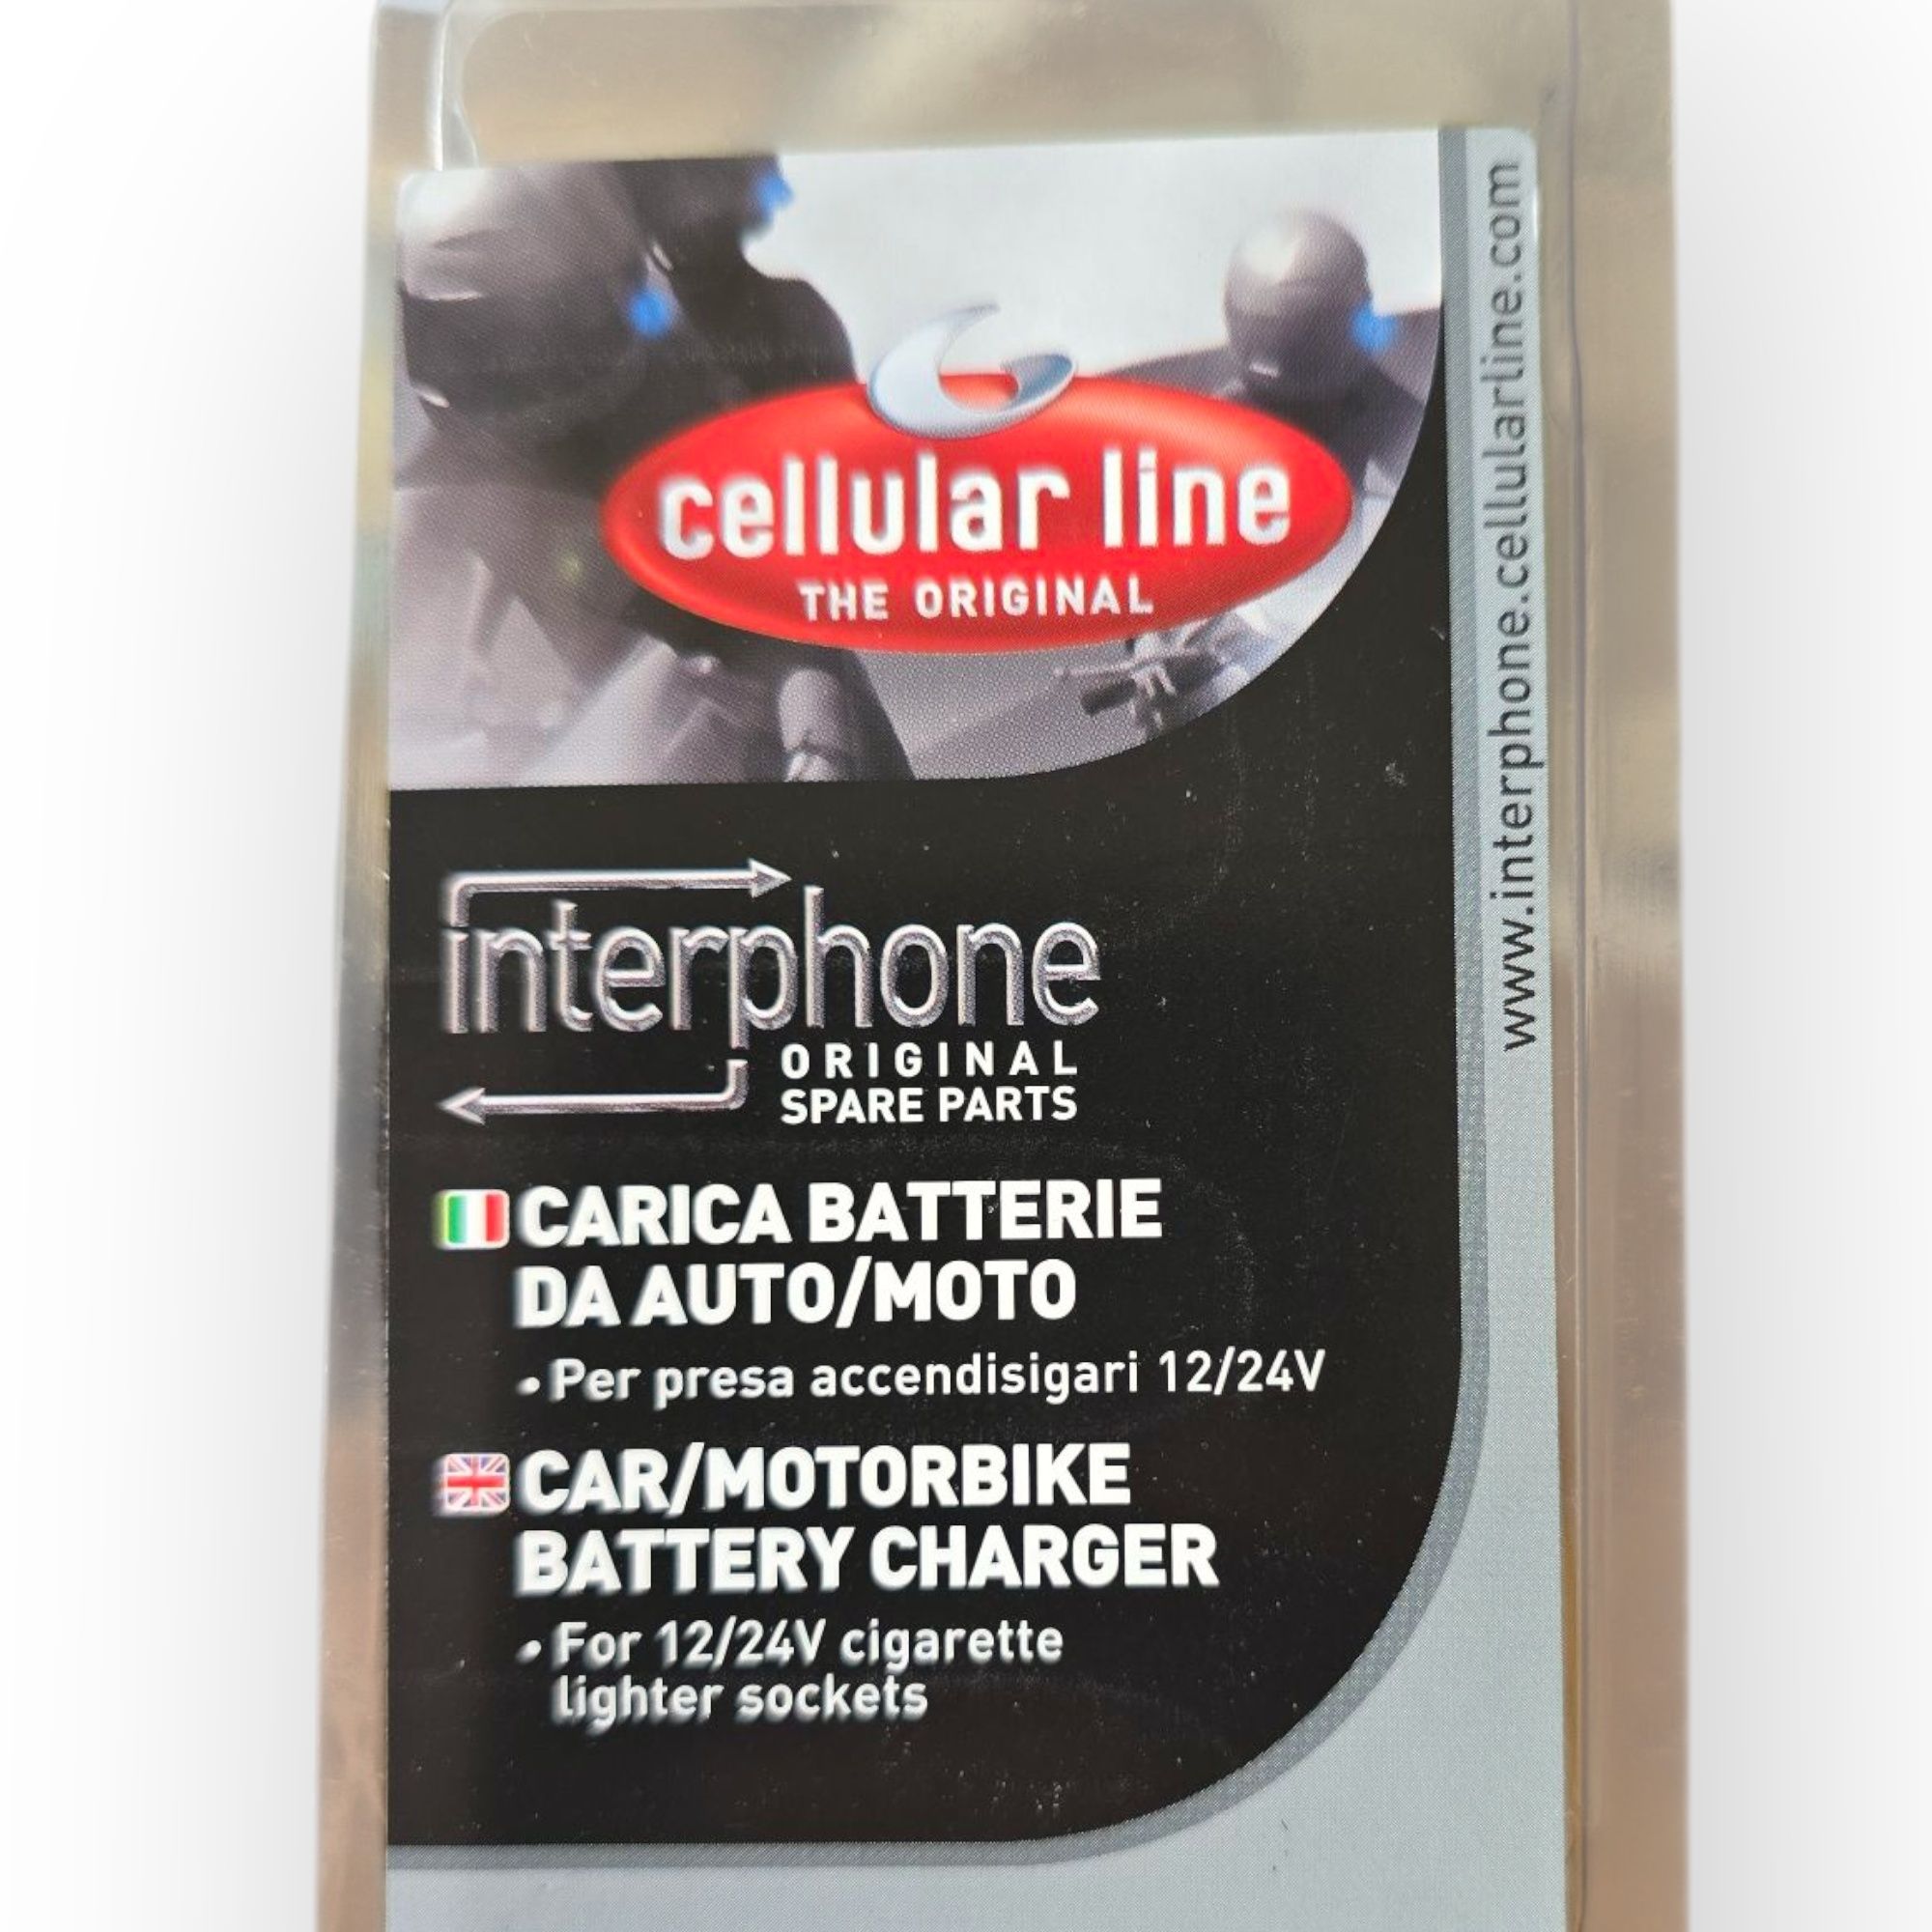 cellular line
THE ORIGINAL
www.interphone.cellularline.com
interphone
ORIGINAL
SPARE PARTS
CARICA BATTERIE
DA AUTO/MOTO
• Per presa accendisigari 12/24V
CAR/MOTORBIKE
BATTERY CHARGER
• For 12/24V cigarette
lighter sockets